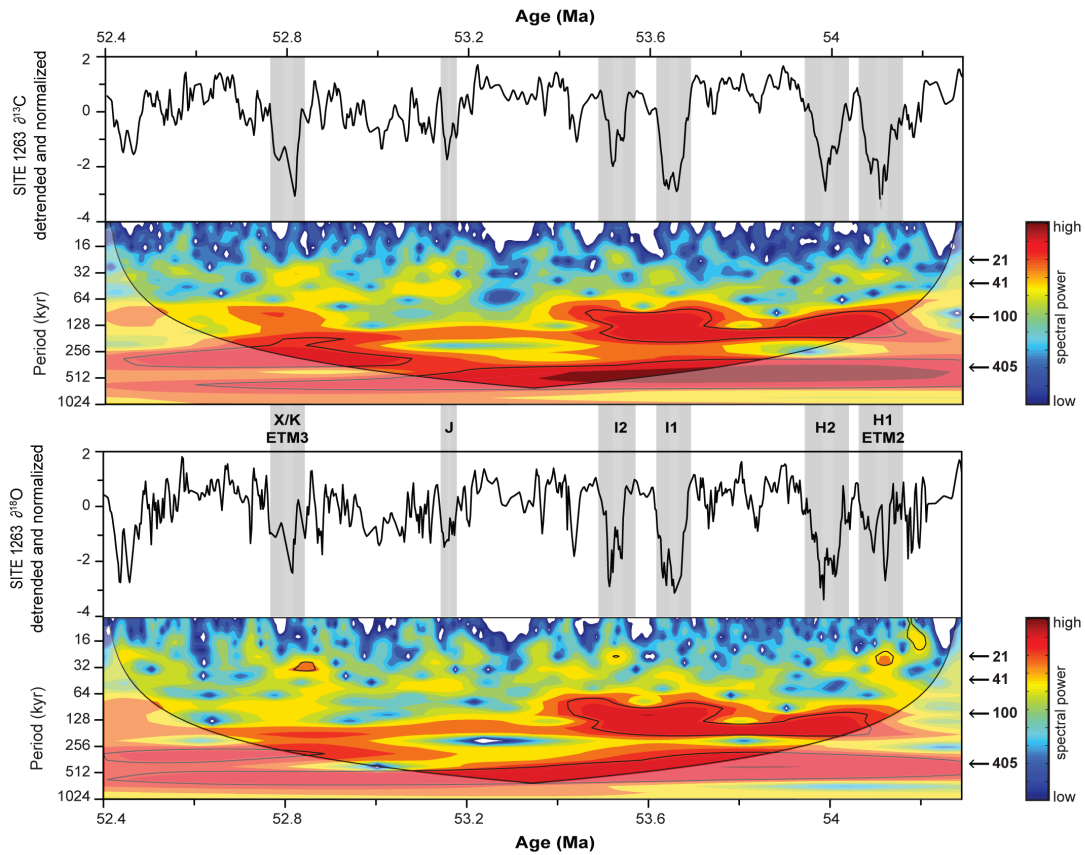 Age (Ma)
52.4 52.8 53.2 53.6 54
SITE 1263 ∂13C
detrended and normalized
2
0
-2
-4
Period (kyr)
16
32
64
128
256
512
1024
21
41
100
405
high
spectral power
low
X/K
ETM3
J
I2
I1
H2
H1
ETM2
SITE 1263 ∂18O
detrended and normalized
2
0
-2
-4
Period (kyr)
16
32
64
128
256
512
1024
21
41
100
405
high
spectral power
low
52.4 52.8 53.2 53.6 54
Age (Ma)